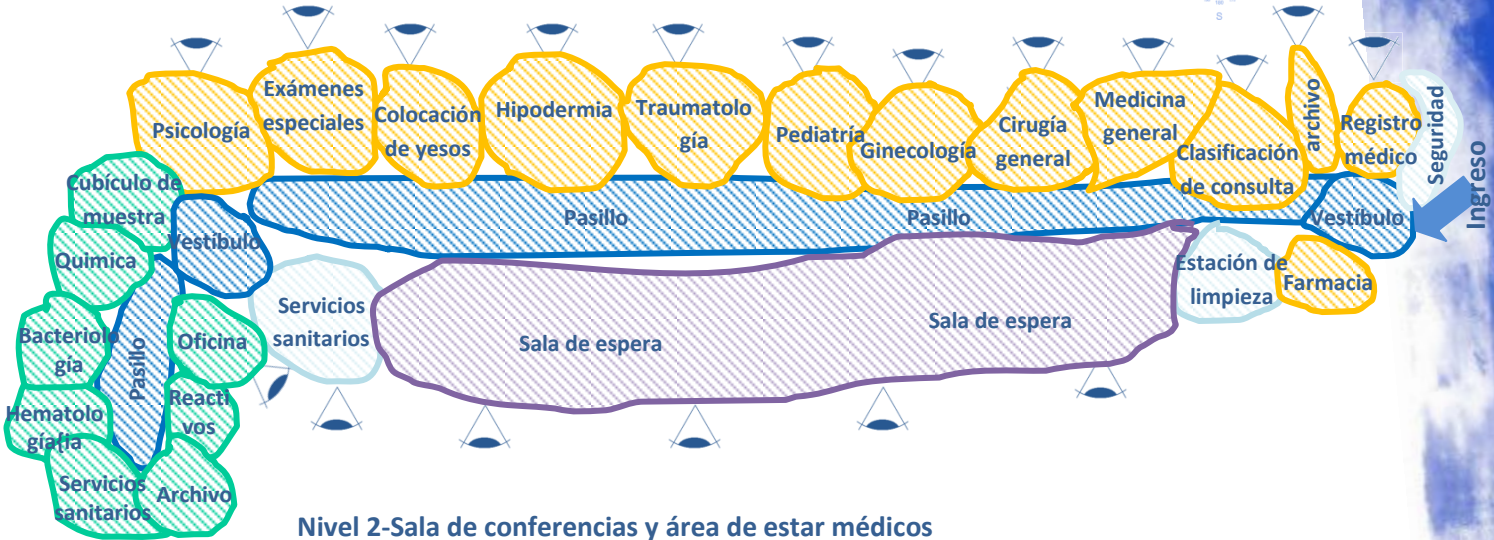 S
Psicología
Exámenes
especiales
Colocación
de yesos
Hipodermia
Traumatolo
gía
Pediatría
Ginecología
Cirugía
general
Medicina
general
Clasificación
de consulta
archivo
Registro
médico
Seguridad
Ingreso
Cubículo de
muestra
Vestíbulo
Pasillo
Pasillo
Vestíbulo
Quimica
Servicios
sanitarios
Sala de espera
Sala de espera
Estación de
limpieza
Farmacia
Bacteriolo
gía
Pasillo
Oficina
Hematolo
gía{ia
Reacti
vos
Servicios
sanitarios
Archivo
Nivel 2-Sala de conferencias y área de estar médicos